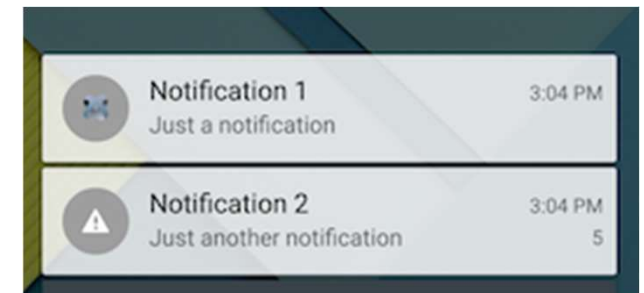 Notification 1 3:04 PM
Just a notification
Notification 2 3:04 PM
Just another notification 5